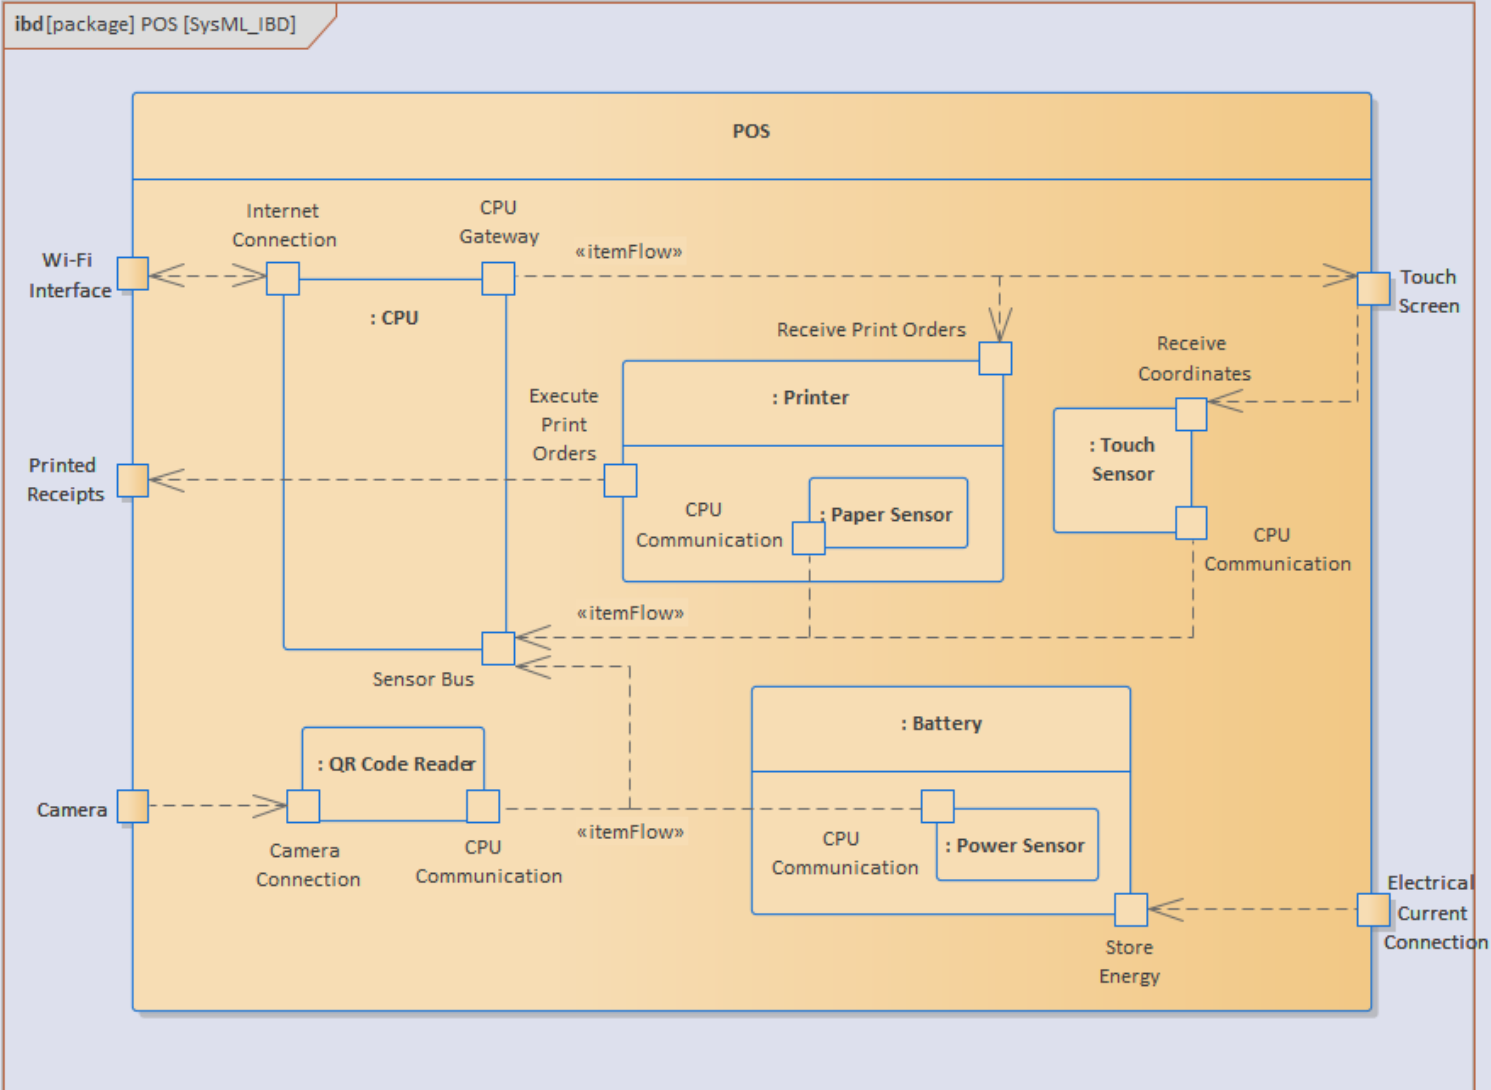 ibd [package] POS [SysML_IBD]
POS
Internet
Connection
CPU
Gateway
«itemFlow»
Wi-Fi
Interface
Touch
Screen
: CPU
Receive Print Orders
Receive
Coordinates
Execute
Print
Orders
: Printer
: Touch
Sensor
Printed
Receipts
CPU
Communication
: Paper Sensor
CPU
Communication
«itemFlow»
Sensor Bus
: Battery
: QR Code Reader
Camera
«itemFlow»
Camera
Connection
CPU
Communication
CPU
Communication
: Power Sensor
Electrical
Current
Connection
Store
Energy